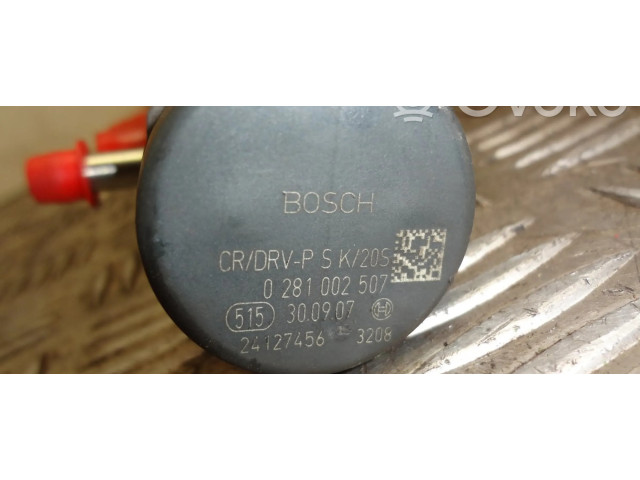 BOSCH
CR/DRV-P S K/20S
0 281 002 507
515 30.09.07
24127456 3208